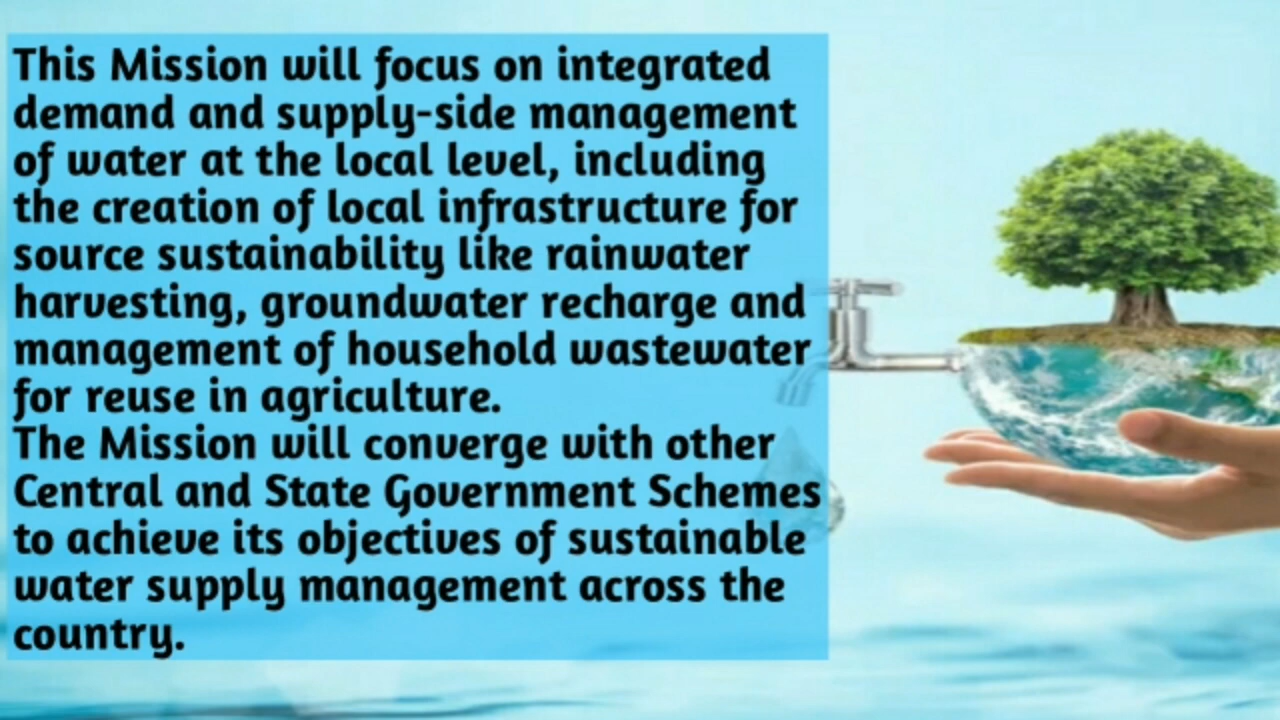 This Mission will focus on integrated
demand and supply-side management
of water at the local level, including
the creation of local infrastructure for
source sustainability like rainwater
harvesting, groundwater recharge and
management of household wastewater
for reuse in agriculture.
The Mission will converge with other
Central and State Government Schemes
to achieve its objectives of sustainable
water supply management across the
country.